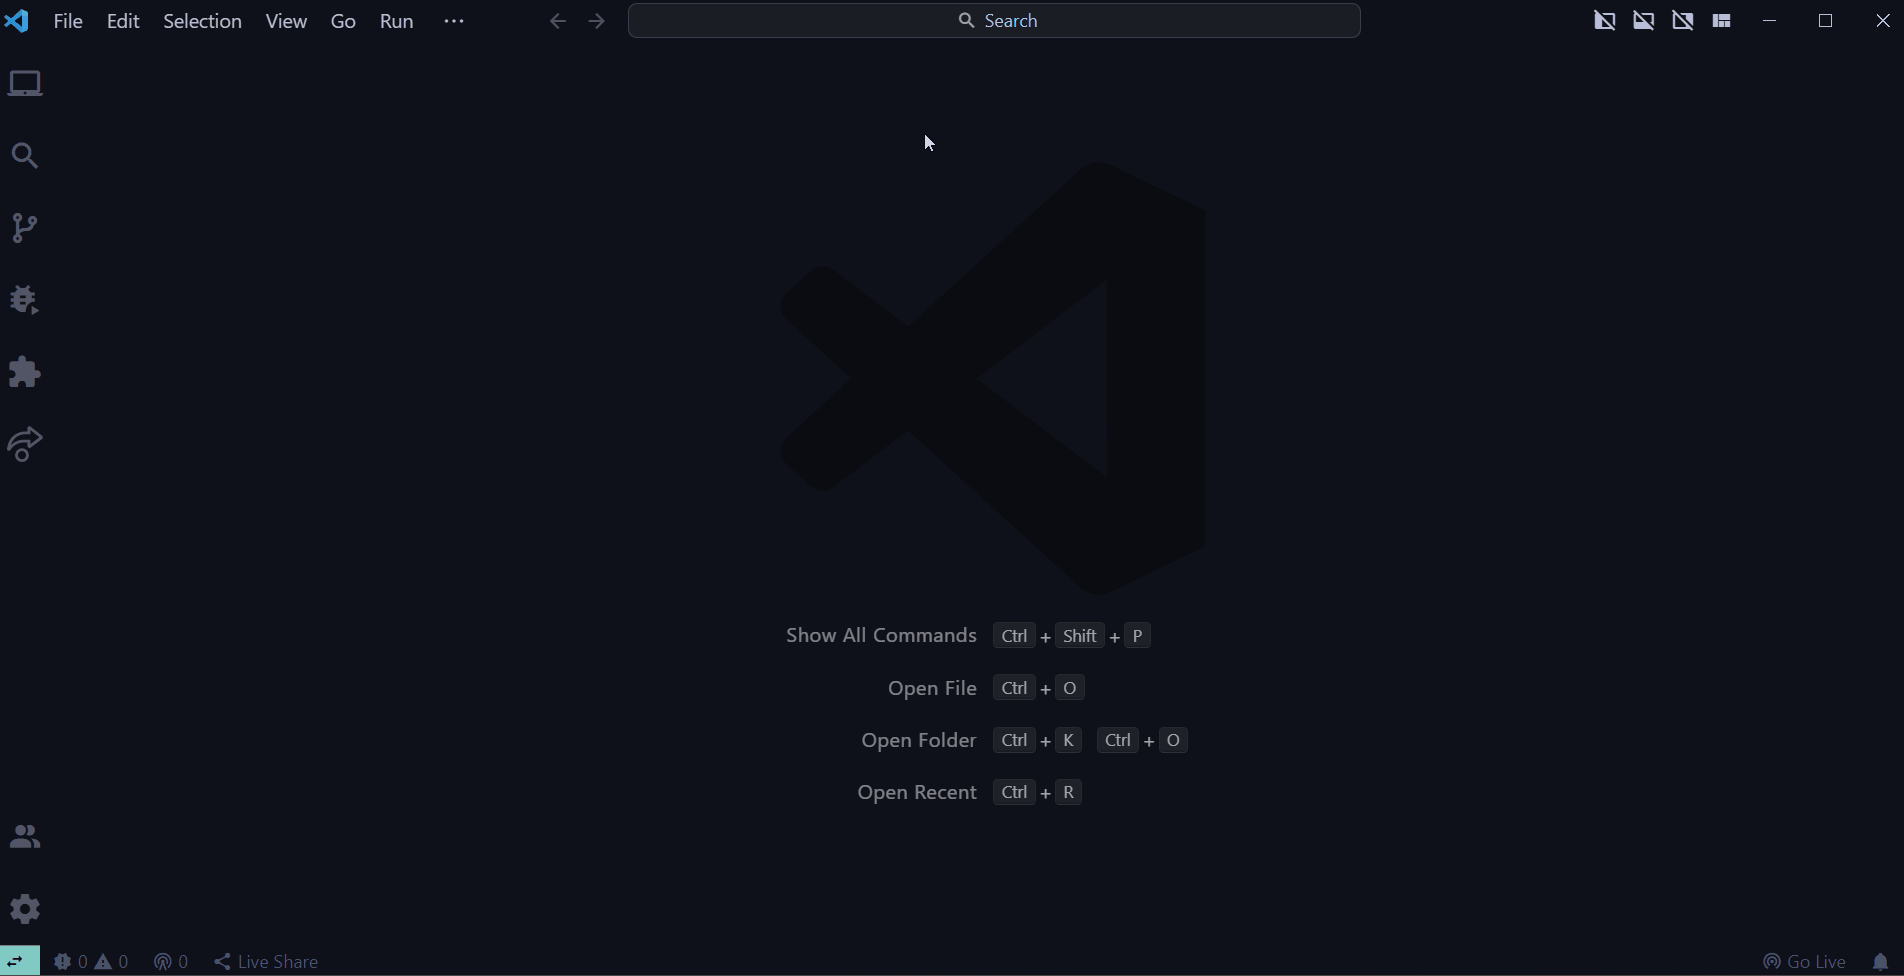 File Edit Selection View Go Run ···
Search
Show All Commands Ctrl + Shift + P
Open File Ctrl + O
Open Folder Ctrl + K Ctrl + O
Open Recent Ctrl + R
0 0 0 Live Share Go Live